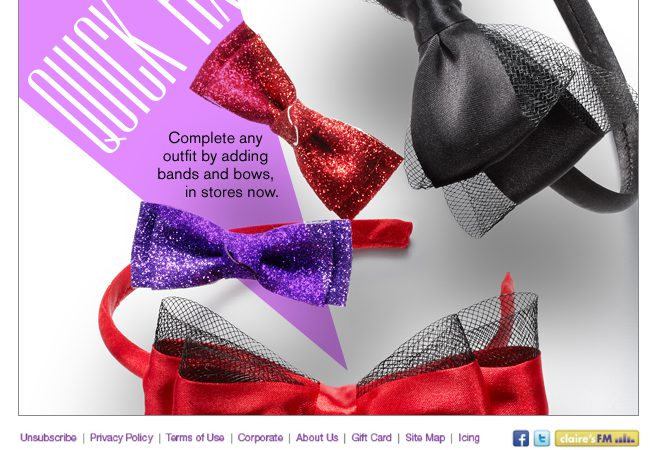 QUICK
Complete any
outfit by adding
bands and bows,
in stores now.
Unsubscribe | Privacy Policy | Terms of Use | Corporate | About Us | Gift Card | Site Map | Icing
claire's FM